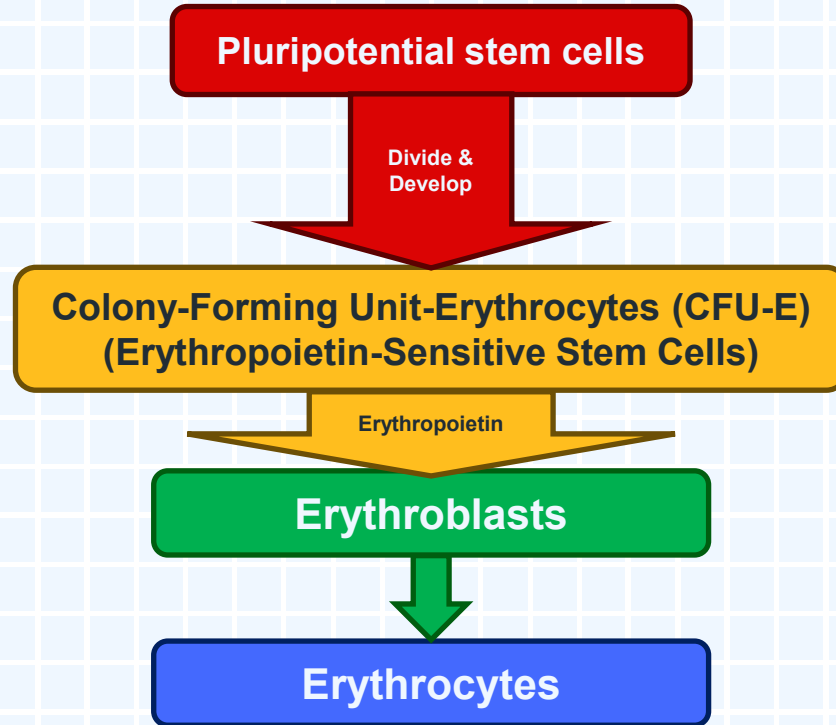 Pluripotential stem cells
Divide &
Develop
Colony-Forming Unit-Erythrocytes (CFU-E)
(Erythropoietin-Sensitive Stem Cells)
Erythropoietin
Erythroblasts
Erythrocytes